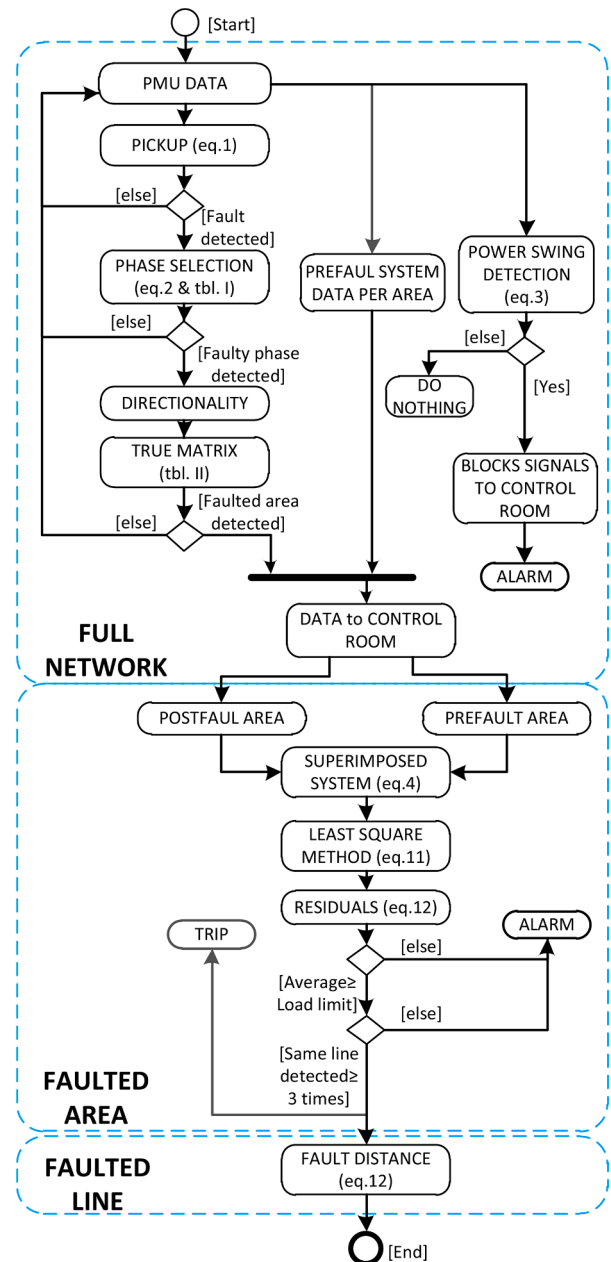 [Start]
PMU DATA
PICKUP (eq.1)
[else]
[Fault
detected]
PHASE SELECTION
(eq.2 & tbl. I)
PREFAUL SYSTEM
DATA PER AREA
POWER SWING
DETECTION
(eq.3)
[else]
[Faulty phase
detected]
[else]
DO
NOTHING
[Yes]
DIRECTIONALITY
TRUE MATRIX
(tbl. II)
BLOCKS SIGNALS
TO CONTROL
ROOM
[else]
[Faulted area
detected]
ALARM
DATA to CONTROL
ROOM
FULL
NETWORK
POSTFAUL AREA
PREFAULT AREA
SUPERIMPOSED
SYSTEM (eq.4)
LEAST SQUARE
METHOD (eq.11)
RESIDUALS (eq.12)
TRIP
ALARM
[else]
[Average≥
Load limit]
[else]
[Same line
detected≥
3 times]
FAULTED
AREA
FAULTED
LINE
FAULT DISTANCE
(eq.12)
[End]